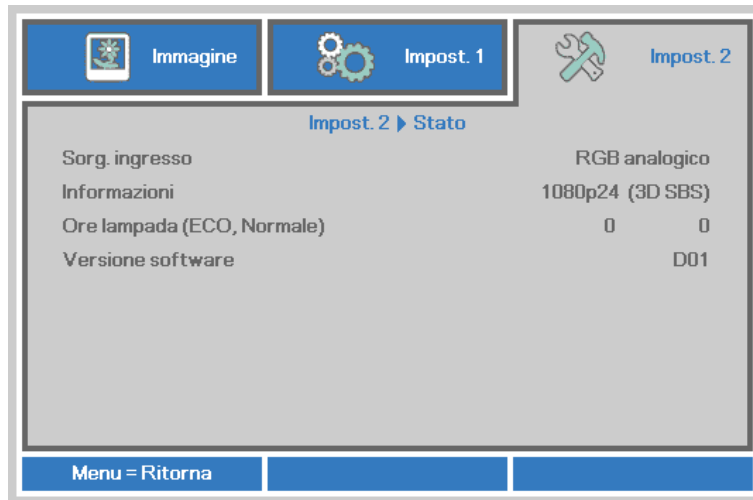 Immagine Impost. 1 Impost. 2
Impost. 2 ▶ Stato
Sorg. ingresso RGB analogico
Informazioni 1080p24 (3D SBS)
Ore lampada (ECO, Normale) 0 0
Versione software D01
Menu = Ritorna